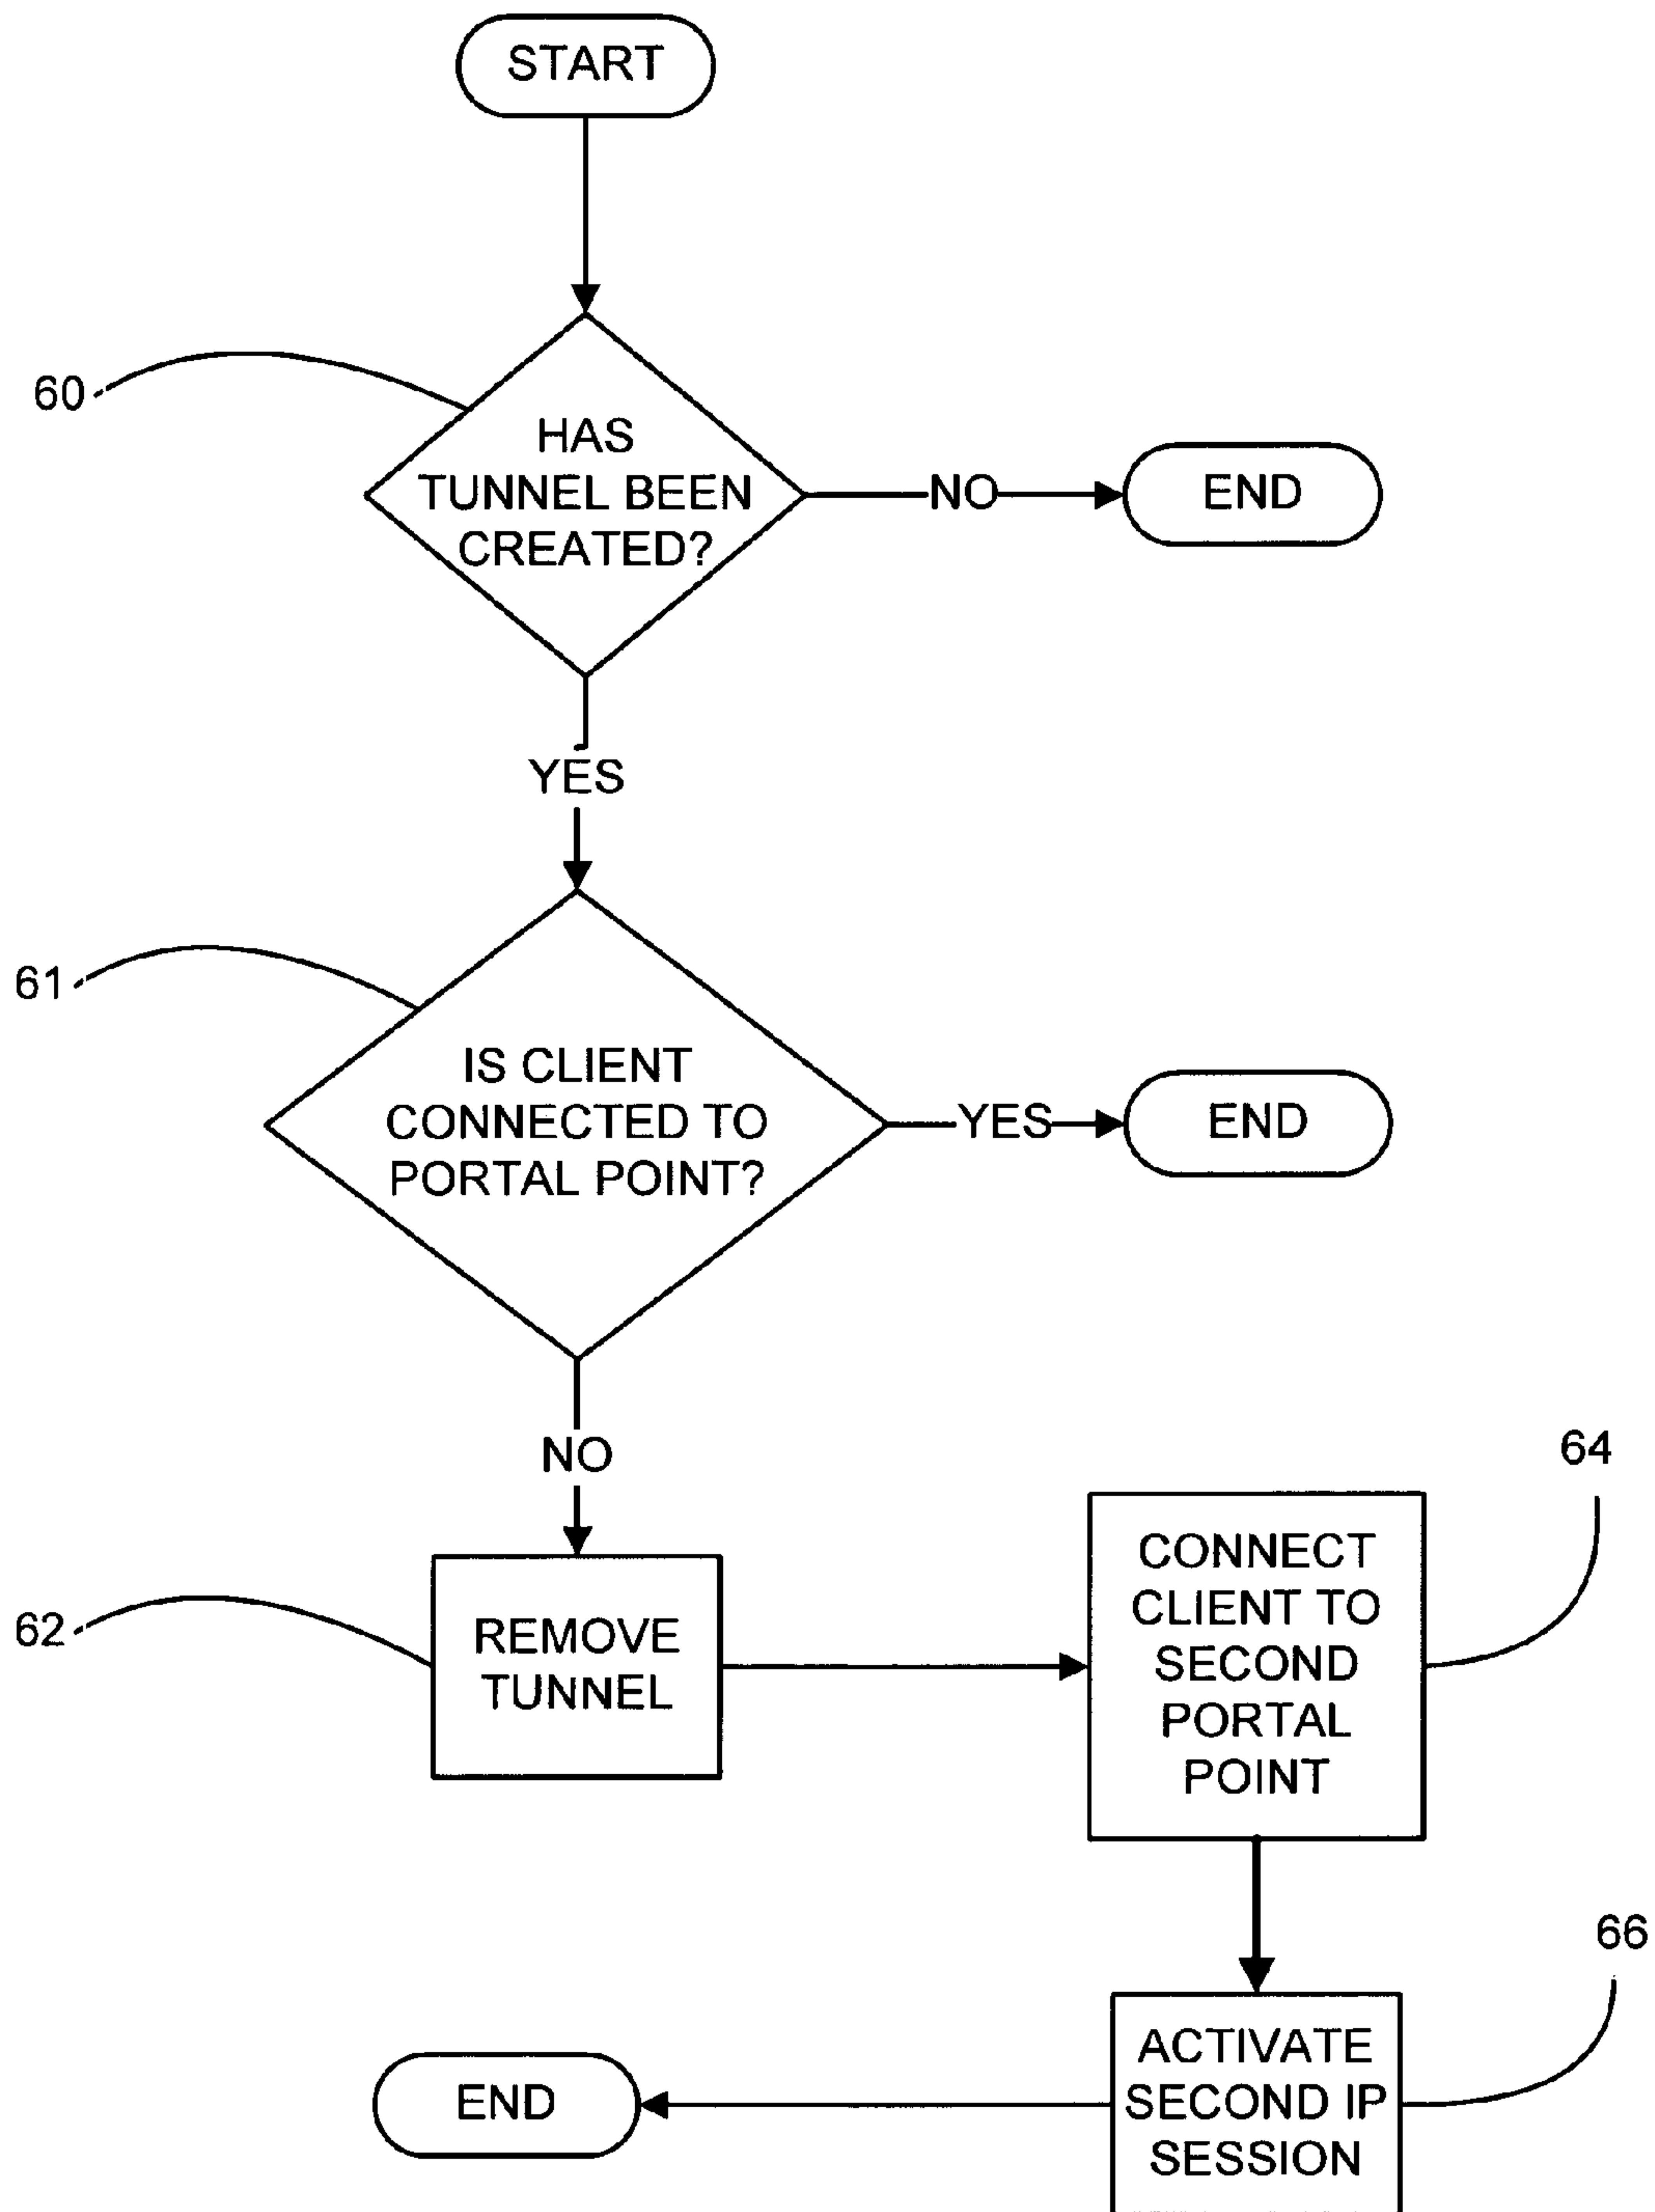 START
60
HAS
TUNNEL BEEN
CREATED?
NO
END
YES
61
IS CLIENT
CONNECTED TO
PORTAL POINT?
YES
END
NO
62
REMOVE
TUNNEL
64
CONNECT
CLIENT TO
SECOND
PORTAL
POINT
66
ACTIVATE
SECOND IP
SESSION
END